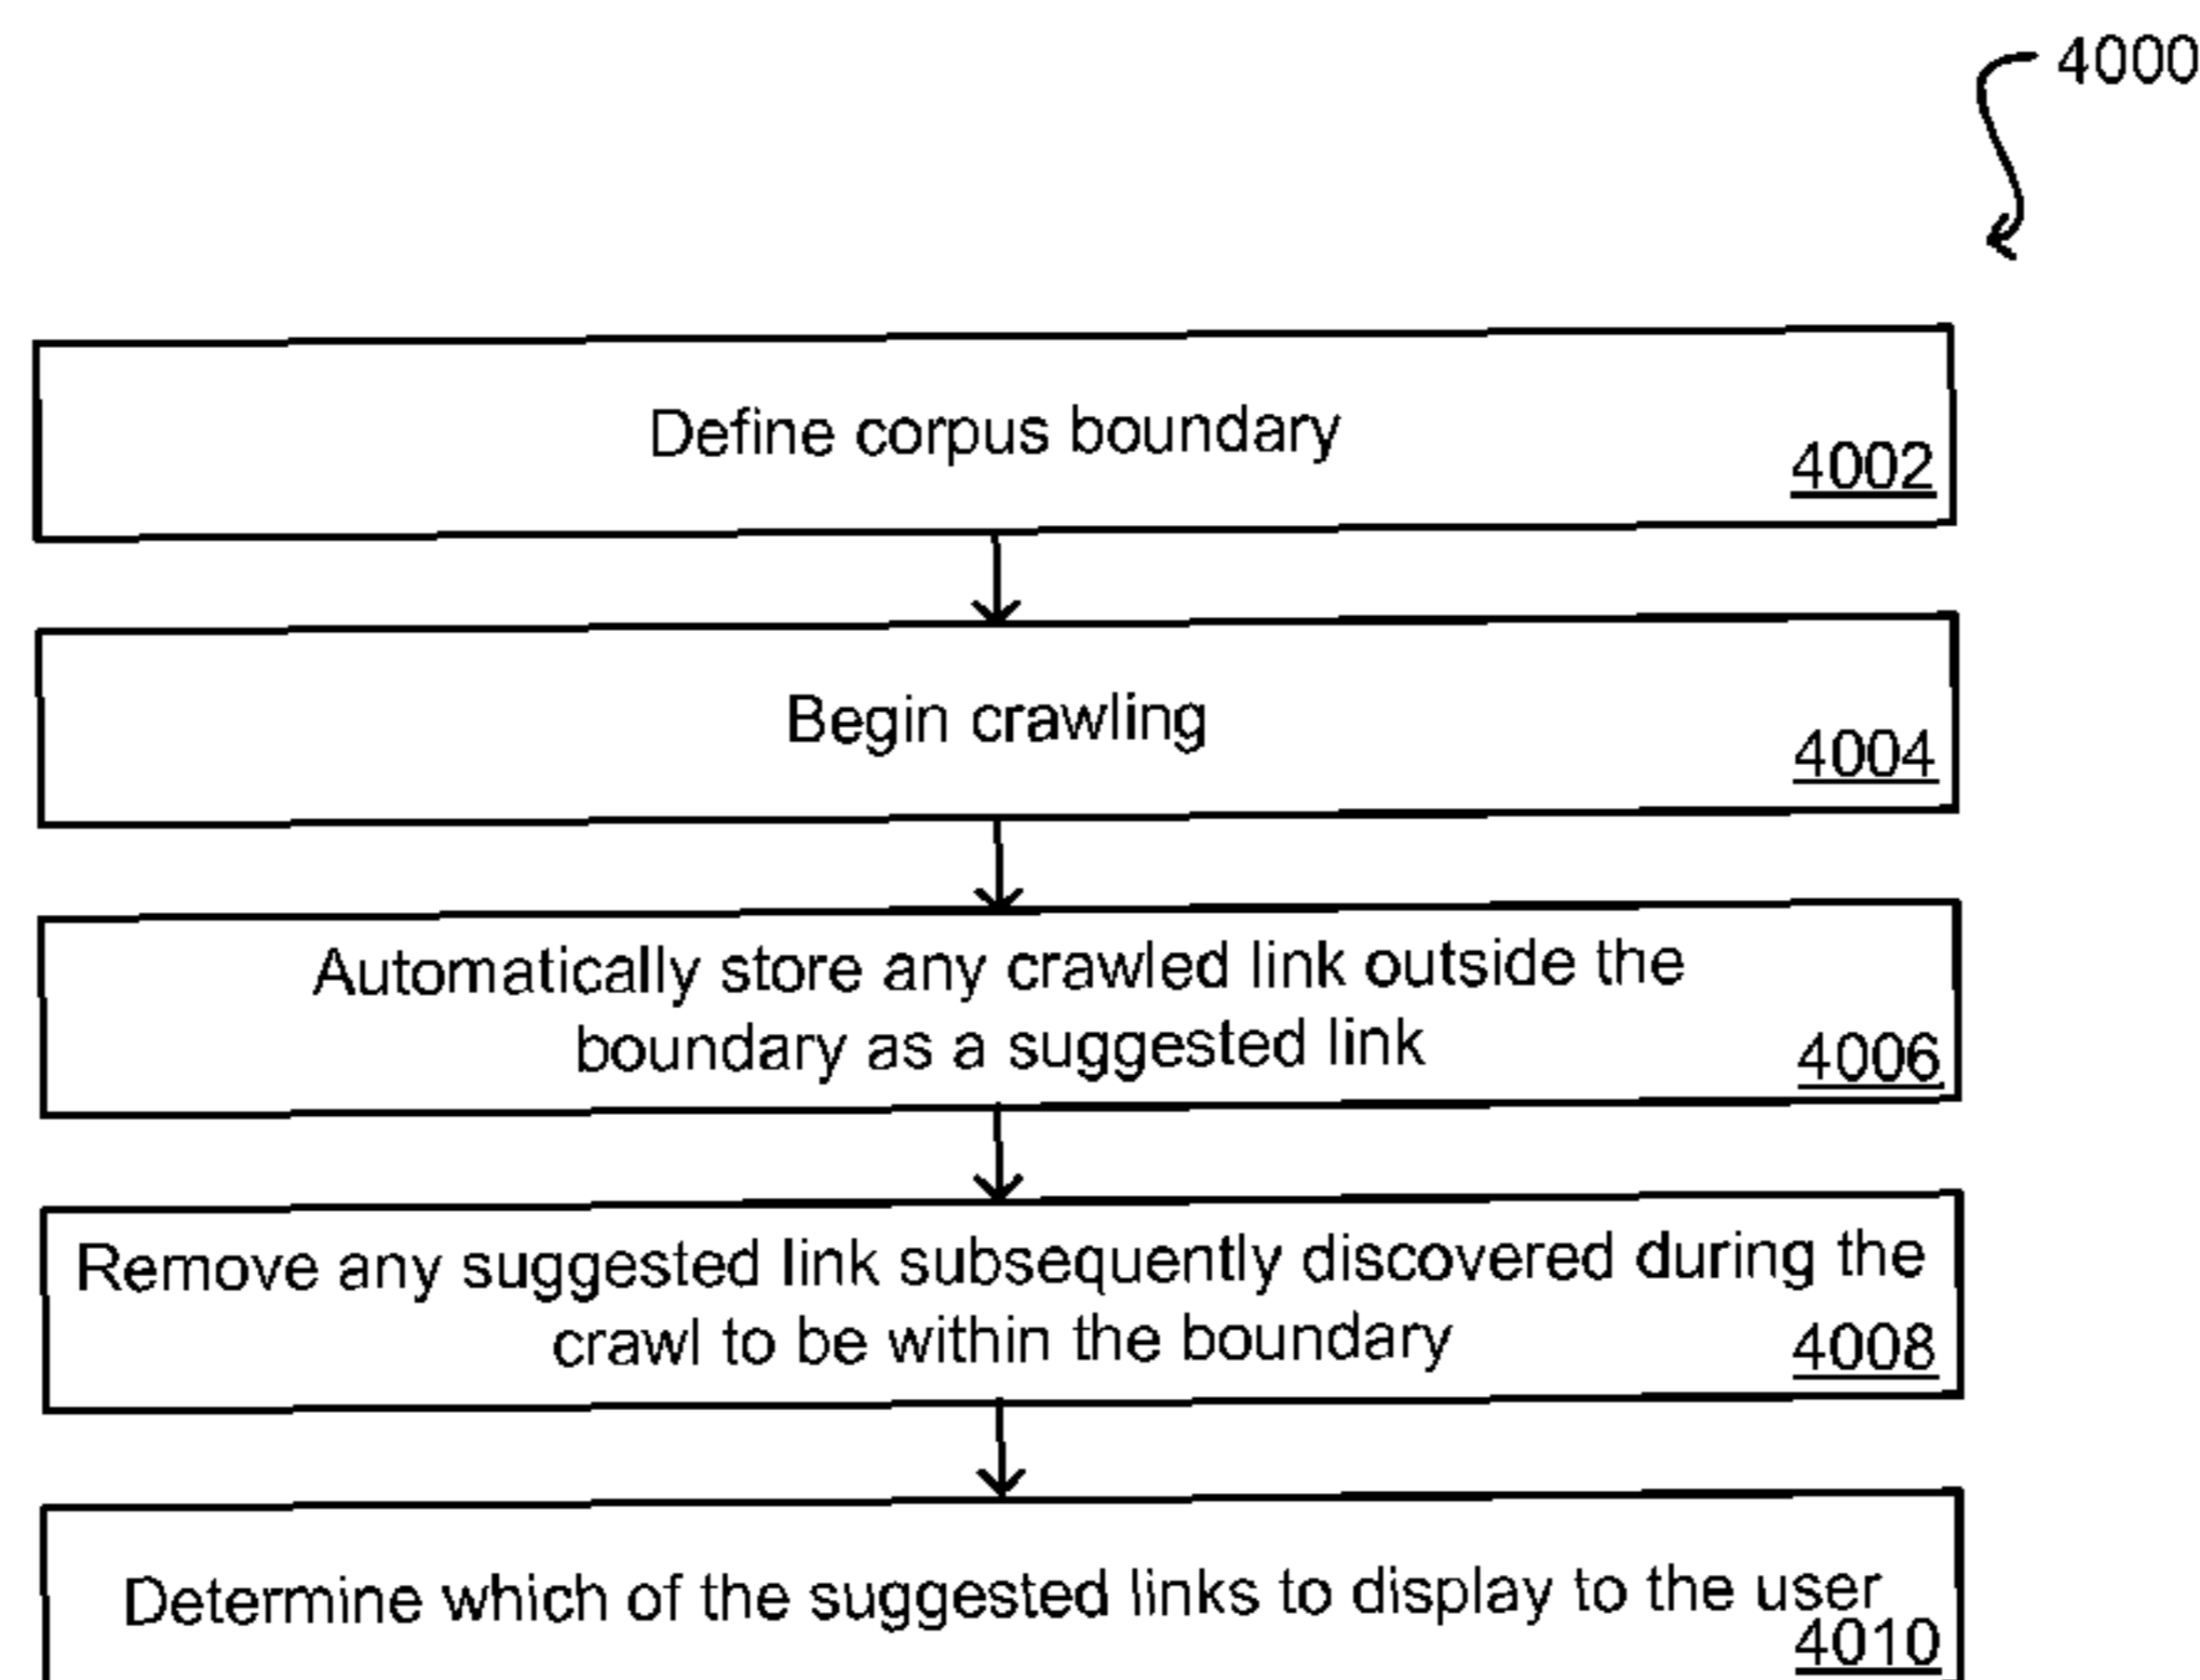 4000
Define corpus boundary
4002
Begin crawling
4004
Automatically store any crawled link outside the
boundary as a suggested link
4006
Remove any suggested link subsequently discovered during the
crawl to be within the boundary
4008
Determine which of the suggested links to display to the user
4010